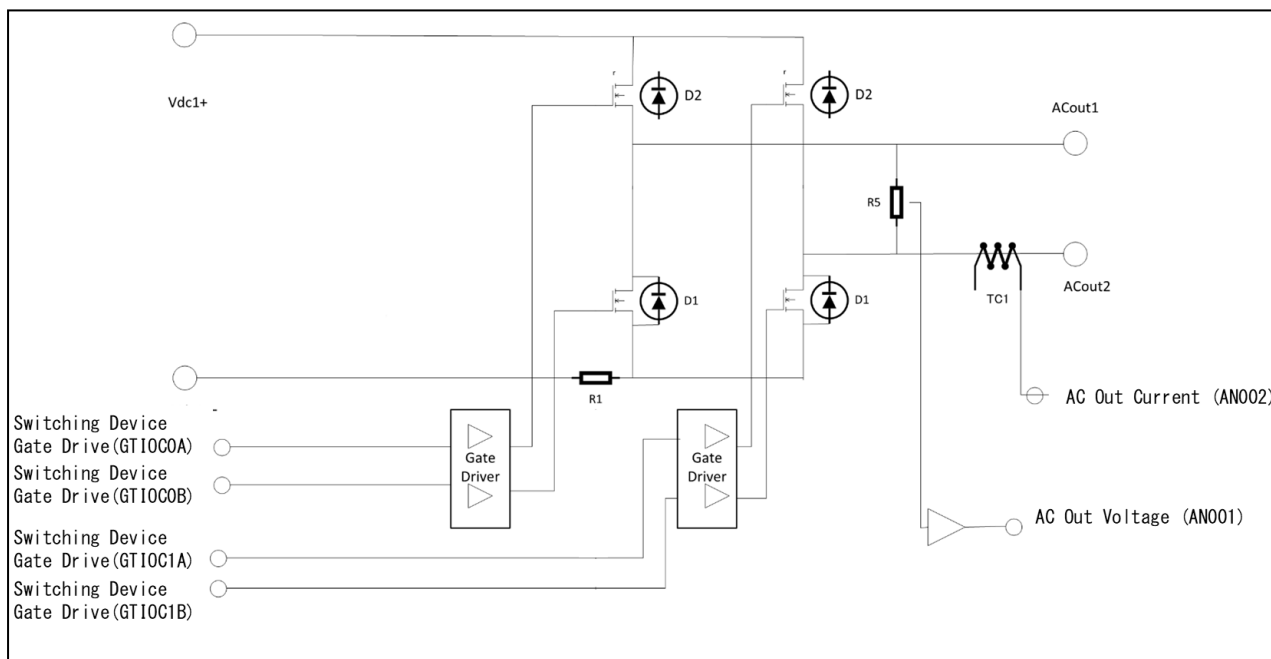 r
r
D2
D2
Vdc1+
ACout1
R5
D1
D1
TC1
ACout2
R1
-
AC Out Current (AN002)
Switching Device
Gate Drive(GTIOC0A)
Switching Device
Gate Drive(GTIOC0B)
Gate
Driver
Gate
Driver
AC Out Voltage (AN001)
Switching Device
Gate Drive(GTIOC1A)
Switching Device
Gate Drive(GTIOC1B)